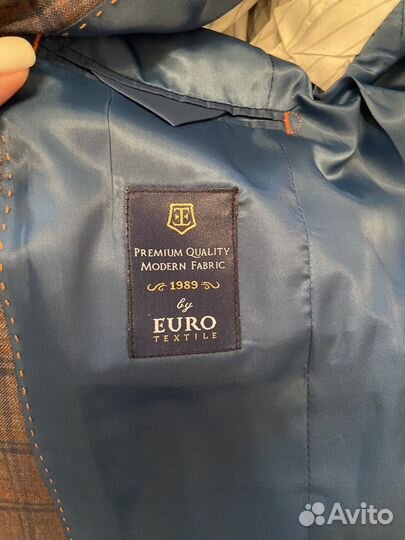 PREMIUM QUALITY
MODERN FABRIC
1989
by
EURO
TEXTILE
Avito